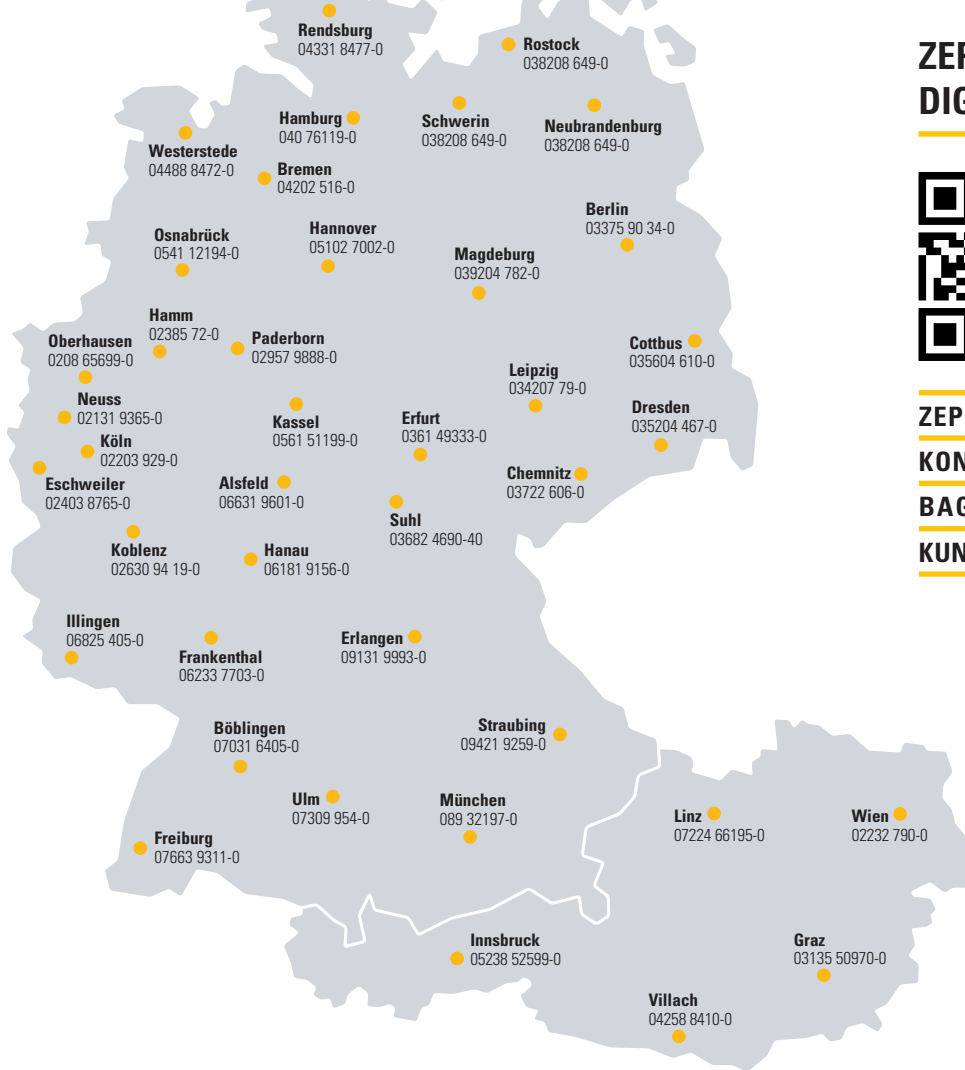 Rendsburg
04331 8477-0
Rostock
038208 649-0
Hamburg
040 76119-0
Schwerin
038208 649-0
Neubrandenburg
038208 649-0
Westerstede
04488 8472-0
Bremen
04202 516-0
Berlin
03375 90 34-0
Osnabrück
0541 12194-0
Hannover
05102 7002-0
Magdeburg
039204 782-0
Hamm
02385 72-0
Oberhausen
0208 65699-0
Paderborn
02957 9888-0
Cottbus
035604 610-0
Leipzig
034207 79-0
Neuss
02131 9365-0
Kassel
0561 51199-0
Erfurt
0361 49333-0
Dresden
035204 467-0
Köln
02203 929-0
Eschweiler
02403 8765-0
Alsfeld
06631 9601-0
Chemnitz
03722 606-0
Suhl
03682 4690-40
Koblenz
02630 94 19-0
Hanau
06181 9156-0
Illingen
06825 405-0
Frankenthal
06233 7703-0
Erlangen
09131 9993-0
Böblingen
07031 6405-0
Straubing
09421 9259-0
Ulm
07309 954-0
München
089 32197-0
Freiburg
07663 9311-0
Linz
07224 66195-0
Wien
02232 790-0
Innsbruck
05238 52599-0
Graz
03135 50970-0
Villach
04258 8410-0
ZEP
DIG
ZEP
KON
BAG
KUN